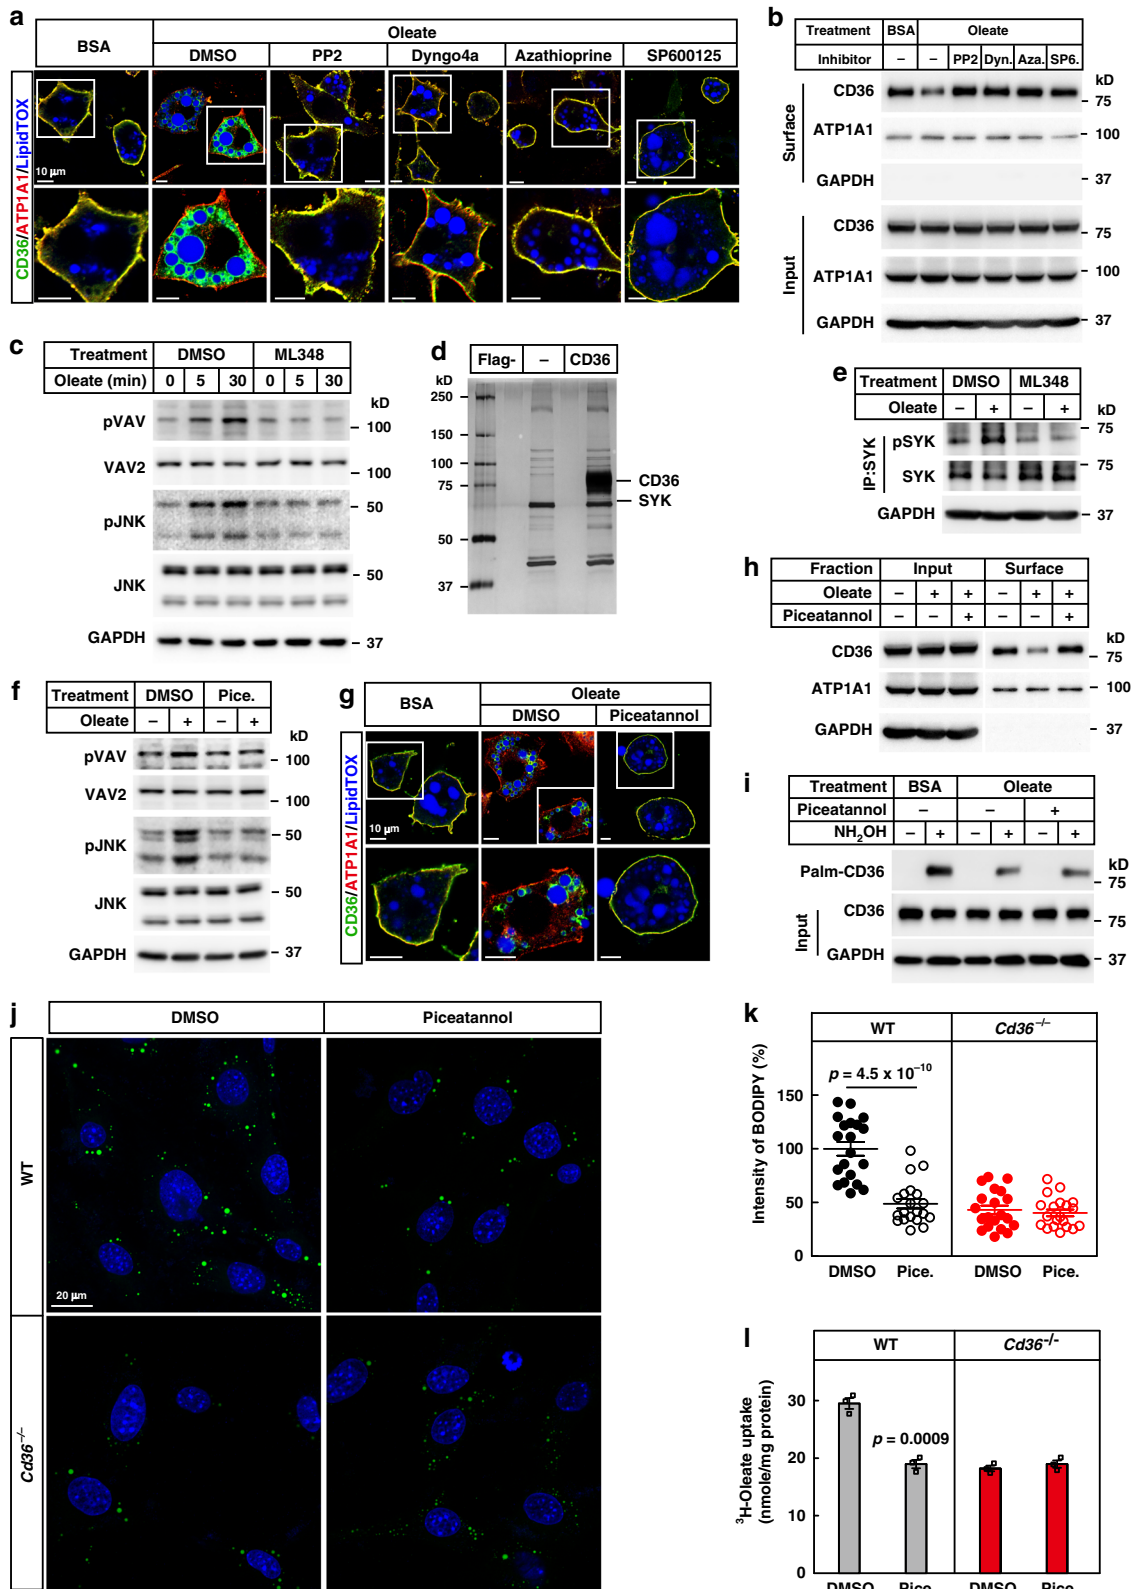 a
BSA
Oleate
DMSO
PP2
Dyngo4a
Azathioprine
SP600125
CD36/ATP1A1/LipidTOX
10 μm
b
Treatment BSA Oleate
Inhibitor – – PP2 Dyn. Aza. SP6.
kD
Surface
CD36 75
ATP1A1 100
GAPDH 37
Input
CD36 75
ATP1A1 100
GAPDH 37
c
Treatment DMSO ML348
Oleate (min) 0 5 30 0 5 30
kD
pVAV 100
VAV2 100
pJNK 50
JNK 50
GAPDH 37
d
Flag- – CD36
kD
250
150
100
75
50
37
CD36
SYK
e
Treatment DMSO ML348
Oleate – + – +
kD
IP:SYK
75
pSYK
75
SYK
GAPDH 37
f
Treatment DMSO Pice.
Oleate – + – +
kD
pVAV 100
VAV2 100
pJNK 50
JNK 50
GAPDH 37
g
BSA
Oleate
DMSO
Piceatannol
CD36/ATP1A1/LipidTOX
10 μm
h
Fraction Input Surface
Oleate – + + – + +
Piceatannol – – + – – +
kD
CD36 75
ATP1A1 100
GAPDH 37
i
Treatment BSA Oleate
Piceatannol – – +
NH2OH – + – + – +
kD
Palm-CD36 75
Input
CD36 75
GAPDH 37
j
DMSO
Piceatannol
WT
20 μm
Cd36–/–
k
WT
Cd36–/–
p = 4.5 x 10–10
Intensity of BODIPY (%)
150
100
50
0
DMSO Pice. DMSO Pice.
l
WT
Cd36-/-
3H-Oleate uptake
(nmole/mg protein)
30
20
10
0
p = 0.0009
DMSO Pice. DMSO Pice.